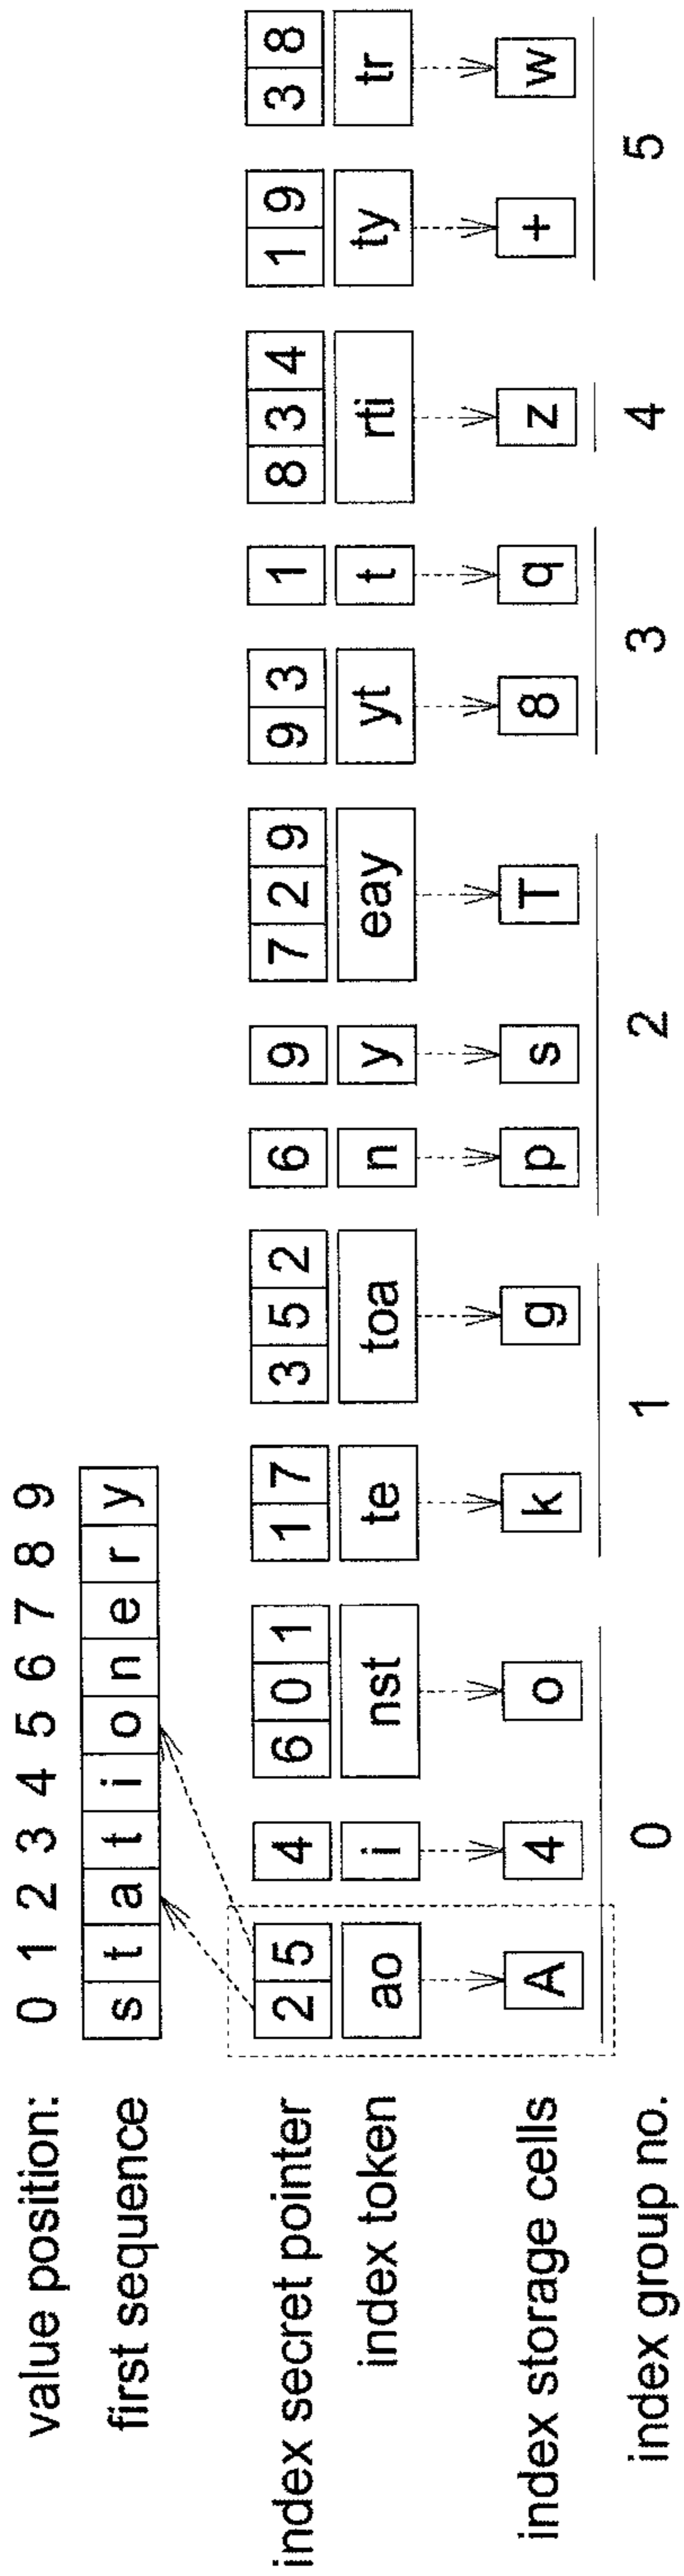 value position: 0 1 2 3 4 5 6 7 8 9
first sequence s t a t i o n e r y
index secret pointer 2 5 4 6 0 1 1 7 3 5 2 6 9 7 2 9 9 3 1 8 3 4 1 9 3 8
index token ao i nst te toa n y eay yt t rti ty tr
index storage cells A 4 o k g p s T 8 q z + w
index group no. 0 1 2 3 4 5